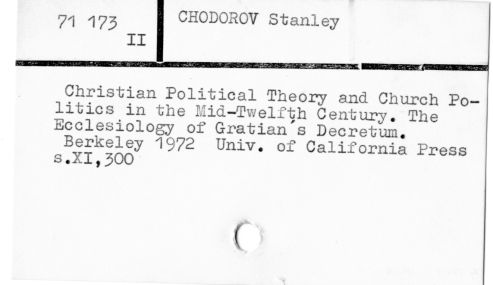 71 173
II
CHODOROV Stanley
Christian Political Theory and Church Po-
litics in the Mid-Twelfth Century. The
Ecclesiology of Gratian's Decretum.
Berkeley 1972 Univ. of California Press
s.XI,300